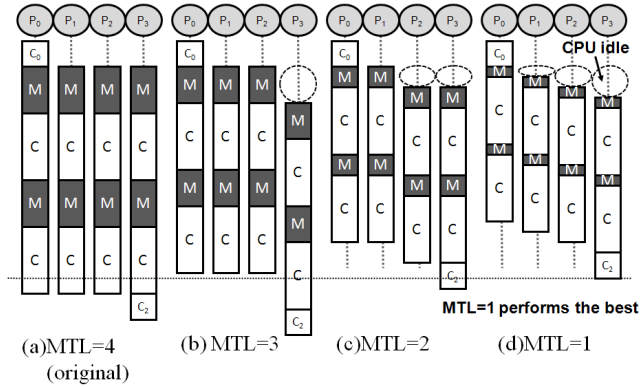 P0 P1 P2 P3 P0 P1 P2 P3 P0 P1 P2 P3 P0 P1 P2 P3
C0 C0 C0 C0 CPU idle
M M M M M M M M M M M
M M M M M
C C C C C C C C C C C C C C C C
M M M M M M M M M M M M M M M M
C C C C C C C C C C C C C C C C
C2 C2 C2 C2
MTL=1 performs the best
(a)MTL=4 (b) MTL=3 (c)MTL=2 (d)MTL=1
(original)